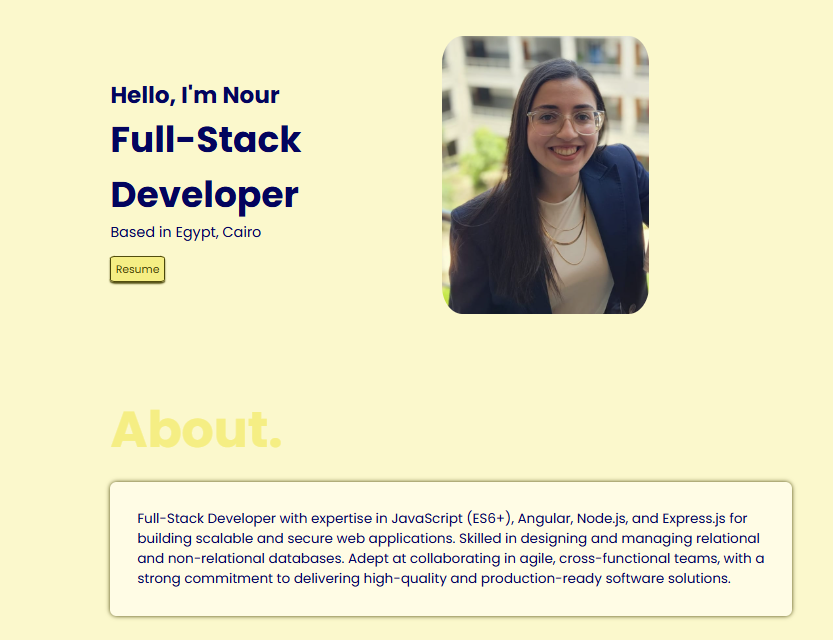 Hello, I'm Nour
Full-Stack
Developer
Based in Egypt, Cairo
Resume
About.
Full-Stack Developer with expertise in JavaScript (ES6+), Angular, Node.js, and Express.js for
building scalable and secure web applications. Skilled in designing and managing relational
and non-relational databases. Adept at collaborating in agile, cross-functional teams, with a
strong commitment to delivering high-quality and production-ready software solutions.